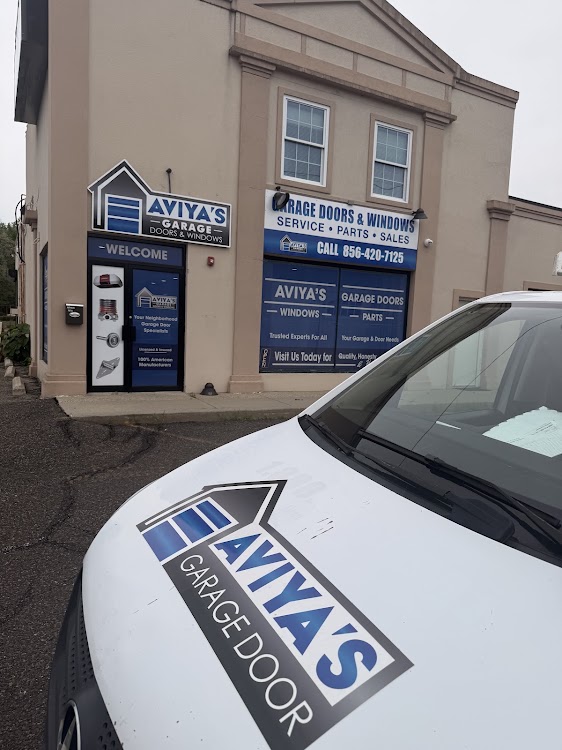 AVIYA'S
GARAGE
DOORS & WINDOWS
WELCOME
Your Neighborhood
Garage Door
Specialists
100% American
Manufacturers
GARAGE DOORS & WINDOWS
SERVICE • PARTS • SALES
CALL 856-420-7125
AVIYA'S
WINDOWS
Trusted Experts For All
Visit Us Today for
GARAGE DOORS
PARTS
Your Garage & Door Needs
Quality, Honesty
AVIYA'S
GARAGE DOOR